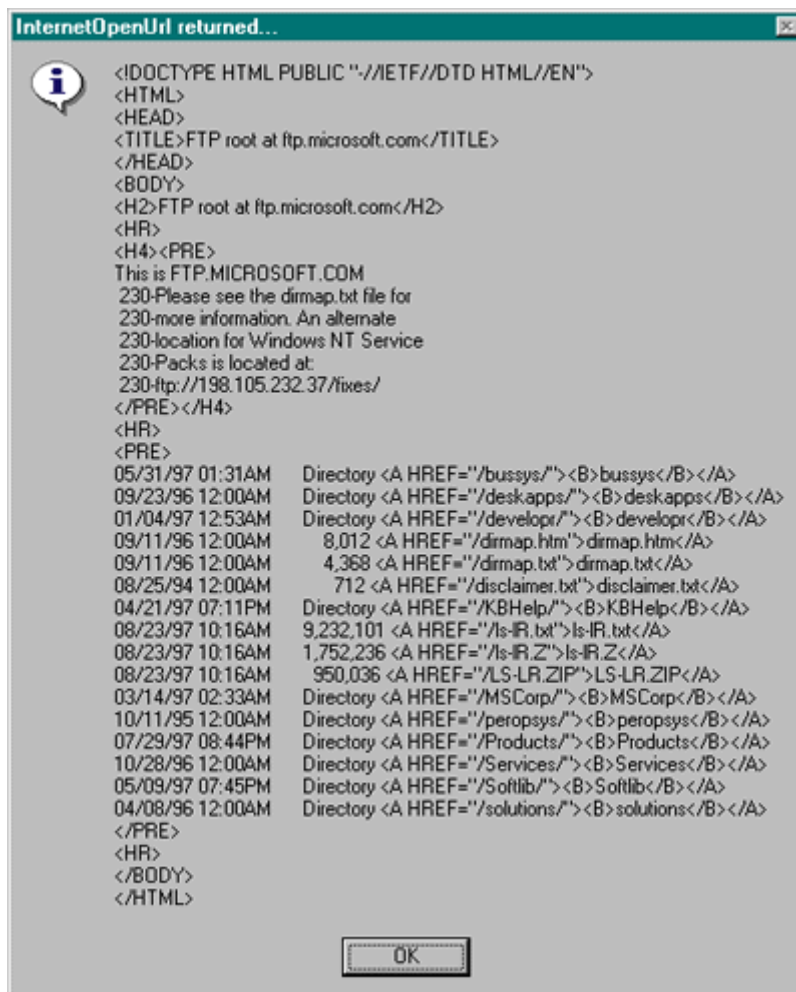 InternetOpenUrl returned...
<!DOCTYPE HTML PUBLIC "-//IETF//DTD HTML//EN">
<HTML>
<HEAD>
<TITLE>FTP root at ftp.microsoft.com</TITLE>
</HEAD>
<BODY>
<H2>FTP root at ftp.microsoft.com</H2>
<HR>
<H4><PRE>
This is FTP.MICROSOFT.COM
230-Please see the dirmap.txt file for
230-more information. An alternate
230-location for Windows NT Service
230-Packs is located at:
230-ftp://198.105.232.37/fixes/
</PRE></H4>
<HR>
<PRE>
05/31/97 01:31AM Directory <A HREF="/bussys/"><B>bussys</B></A>
09/23/96 12:00AM Directory <A HREF="/deskapps/"><B>deskapps</B></A>
01/04/97 12:53AM Directory <A HREF="/developr/"><B>developr</B></A>
09/11/96 12:00AM 8,012 <A HREF="/dirmap.htm">dirmap.htm</A>
09/11/96 12:00AM 4,368 <A HREF="/dirmap.txt">dirmap.txt</A>
08/25/94 12:00AM 712 <A HREF="/disclaimer.txt">disclaimer.txt</A>
04/21/97 07:11PM Directory <A HREF="/KBHelp/"><B>KBHelp</B></A>
08/23/97 10:16AM 9,232,101 <A HREF="/ls-lR.txt">ls-lR.txt</A>
08/23/97 10:16AM 1,752,236 <A HREF="/ls-lR.Z">ls-lR.Z</A>
08/23/97 10:16AM 950,036 <A HREF="/LS-LR.ZIP">LS-LR.ZIP</A>
03/14/97 02:33AM Directory <A HREF="/MSCorp/"><B>MSCorp</B></A>
10/11/95 12:00AM Directory <A HREF="/peropsys/"><B>peropsys</B></A>
07/29/97 08:44PM Directory <A HREF="/Products/"><B>Products</B></A>
10/28/96 12:00AM Directory <A HREF="/Services/"><B>Services</B></A>
05/09/97 07:45PM Directory <A HREF="/Softlib/"><B>Softlib</B></A>
04/08/96 12:00AM Directory <A HREF="/solutions/"><B>solutions</B></A>
</PRE>
<HR>
</BODY>
</HTML>
OK